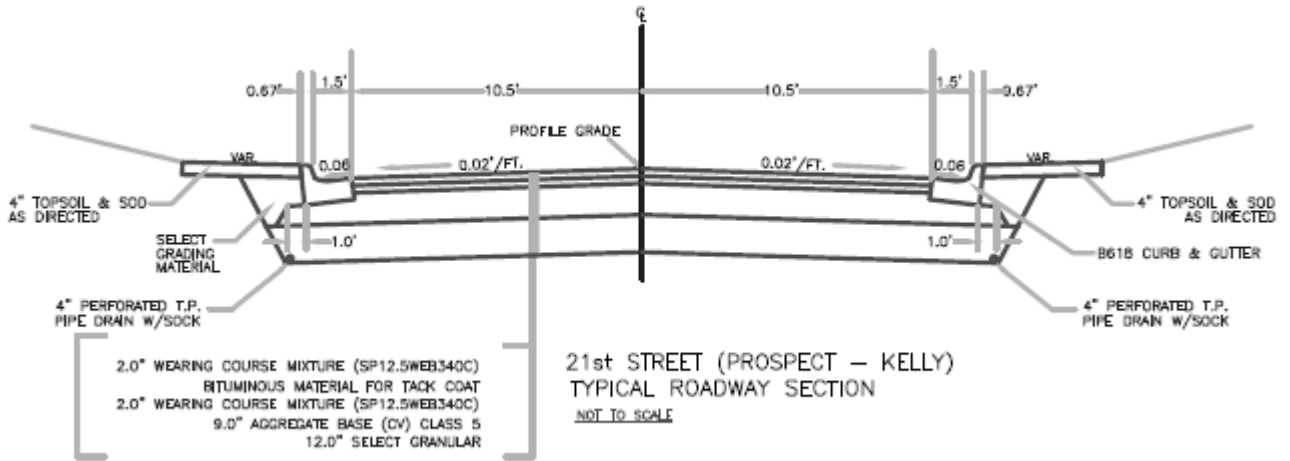 ℄
0.67' 1.5' 10.5' 10.5' 1.5' 0.67'
PROFILE GRADE
VAR. 0.06 0.02'/FT. 0.02'/FT. 0.06 VAR.
4" TOPSOIL & SOD
AS DIRECTED
4" TOPSOIL & SOD
AS DIRECTED
SELECT
GRADING
MATERIAL
1.0' 1.0'
B618 CURB & GUTTER
4" PERFORATED T.P.
PIPE DRAIN W/SOCK
4" PERFORATED T.P.
PIPE DRAIN W/SOCK
2.0" WEARING COURSE MIXTURE (SP12.5WEB340C)
BITUMINOUS MATERIAL FOR TACK COAT
2.0" WEARING COURSE MIXTURE (SP12.5WEB340C)
9.0" AGGREGATE BASE (CV) CLASS 5
12.0" SELECT GRANULAR
21st STREET (PROSPECT – KELLY)
TYPICAL ROADWAY SECTION
NOT TO SCALE